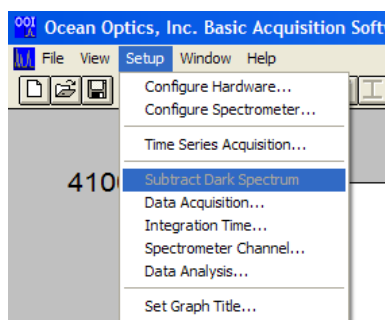 OOI Ocean Optics, Inc. Basic Acquisition Soft
File View Setup Window Help
Configure Hardware...
Configure Spectrometer...
Time Series Acquisition...
410
Subtract Dark Spectrum
Data Acquisition...
Integration Time...
Spectrometer Channel...
Data Analysis...
Set Graph Title...